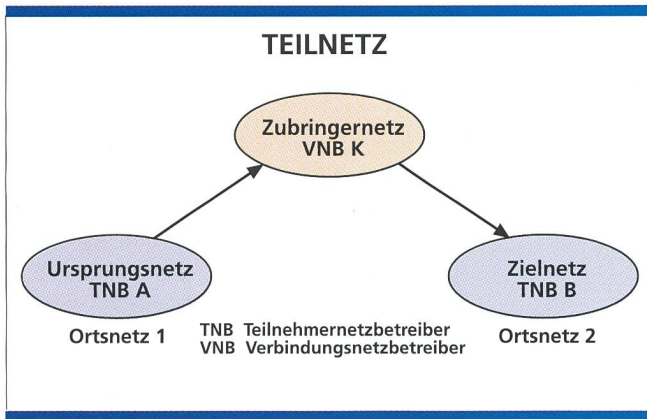 TEILNETZ
Zubringernetz
VNB K
Ursprungsnetz
TNB A
Zielnetz
TNB B
Ortsnetz 1
TNB Teilnehmernetzbetreiber
VNB Verbindungsnetzbetreiber
Ortsnetz 2